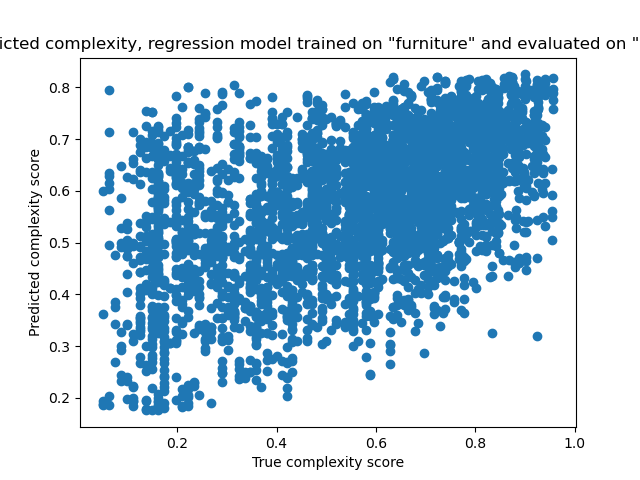 icted complexity, regression model trained on "furniture" and evaluated on "
0.8
0.7
0.6
0.5
0.4
0.3
0.2
Predicted complexity score
0.2 0.4 0.6 0.8 1.0
True complexity score